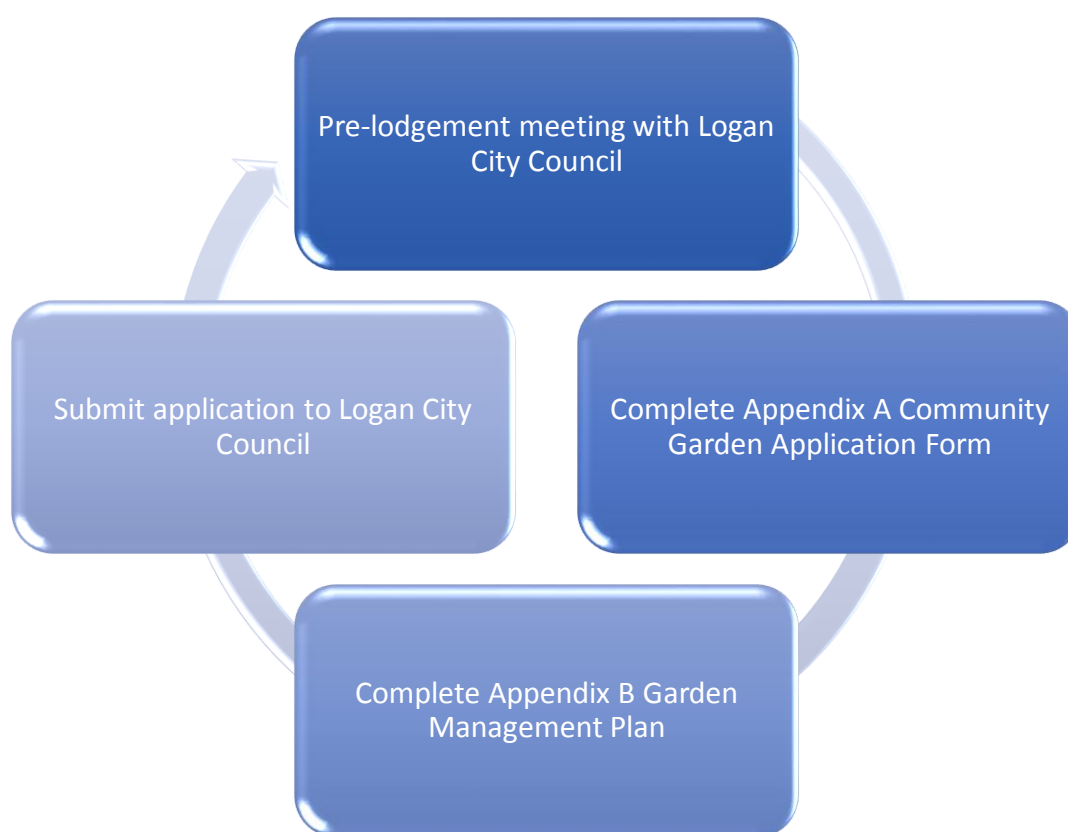 Pre-lodgement meeting with Logan
City Council
Complete Appendix A Community
Garden Application Form
Complete Appendix B Garden
Management Plan
Submit application to Logan City
Council